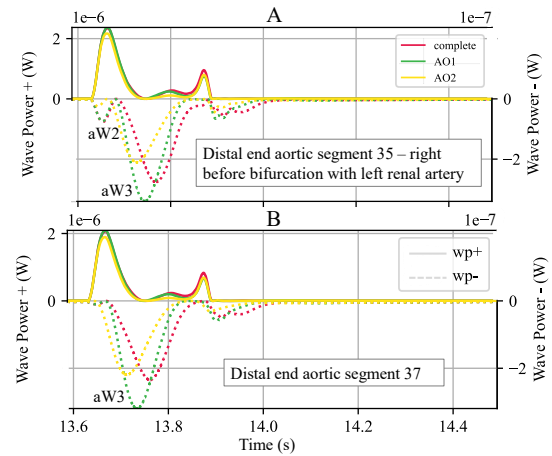 A
1e−6
1e−7
Wave Power + (W)
2
0
complete
AO1
AO2
0
−2
Wave Power - (W)
aW2
aW3
Distal end aortic segment 35 – right
before bifurcation with left renal artery
B
1e−6
1e−7
Wave Power + (W)
2
0
wp+
wp-
0
−2
Wave Power - (W)
aW3
Distal end aortic segment 37
13.6 13.8 14.0 14.2 14.4
Time (s)